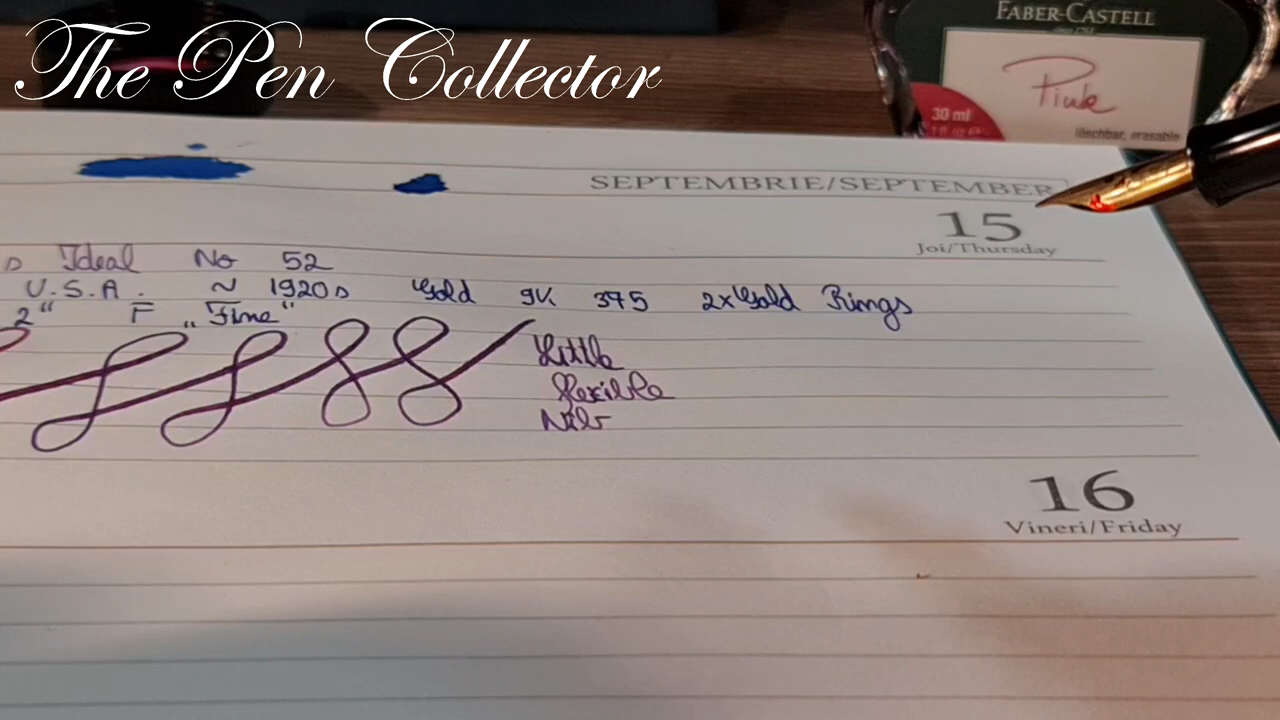 The Pen Collector
FABER-CASTELL
Pink
30 ml
löschbar, erasable
SEPTEMBRIE/SEPTEMBER
15
Joi/Thursday
Ideal No 52
U.S.A. ~ 1920s Gold 9K 375 2x Gold Rings
2" F „Fine“
Little
flexible
Nib
16
Vineri/Friday